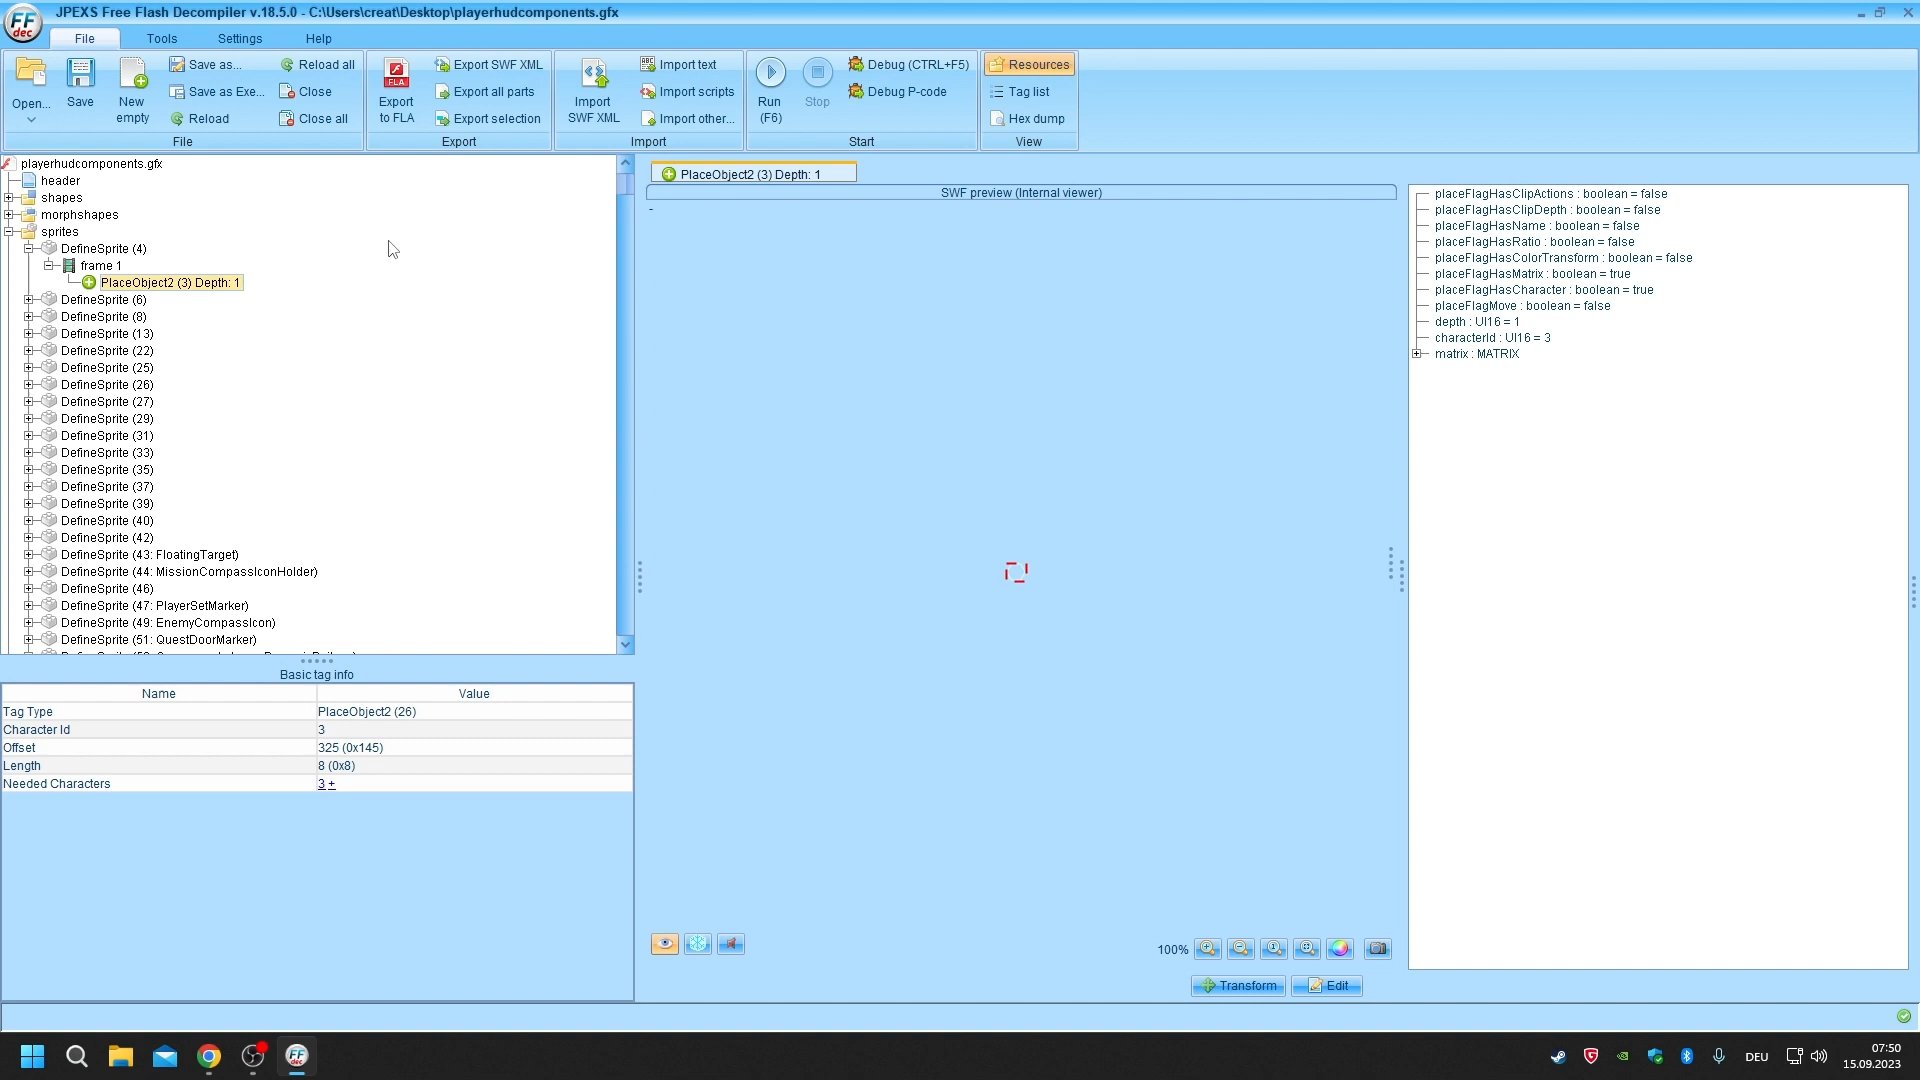 JPEXS Free Flash Decompiler v.18.5.0 - C:\Users\creat\Desktop\playerhudcomponents.gfx
FF
dec
File Tools Settings Help
Open... Save New empty
Save as... Reload all
Save as Exe... Close
Reload Close all
File
FLA
Export to FLA
Export SWF XML
Export all parts
Export selection
Export
Import SWF XML
Import text
Import scripts
Import other...
Import
Run (F6)
Stop
Debug (CTRL+F5)
Debug P-code
Start
Resources
Tag list
Hex dump
View
playerhudcomponents.gfx
header
shapes
morphshapes
sprites
DefineSprite (4)
frame 1
PlaceObject2 (3) Depth: 1
DefineSprite (6)
DefineSprite (8)
DefineSprite (13)
DefineSprite (22)
DefineSprite (25)
DefineSprite (26)
DefineSprite (27)
DefineSprite (29)
DefineSprite (31)
DefineSprite (33)
DefineSprite (35)
DefineSprite (37)
DefineSprite (39)
DefineSprite (40)
DefineSprite (42)
DefineSprite (43: FloatingTarget)
DefineSprite (44: MissionCompassIconHolder)
DefineSprite (46)
DefineSprite (47: PlayerSetMarker)
DefineSprite (49: EnemyCompassIcon)
DefineSprite (51: QuestDoorMarker)
Basic tag info
Name Value
Tag Type PlaceObject2 (26)
Character Id 3
Offset 325 (0x145)
Length 8 (0x8)
Needed Characters 3 +
PlaceObject2 (3) Depth: 1
SWF preview (Internal viewer)
-
100%
Transform Edit
placeFlagHasClipActions : boolean = false
placeFlagHasClipDepth : boolean = false
placeFlagHasName : boolean = false
placeFlagHasRatio : boolean = false
placeFlagHasColorTransform : boolean = false
placeFlagHasMatrix : boolean = true
placeFlagHasCharacter : boolean = true
placeFlagMove : boolean = false
depth : UI16 = 1
characterId : UI16 = 3
matrix : MATRIX
FF
dec
DEU
07:50
15.09.2023